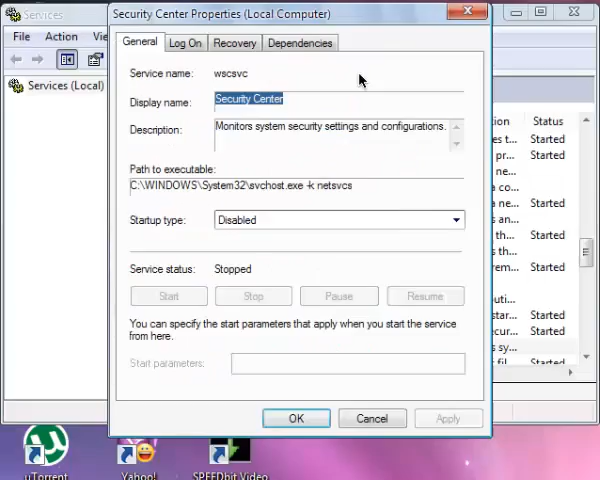 Services
Security Center Properties (Local Computer)
File
Action
General
Log On
Recovery
Dependencies
Services (Local)
Service name:
wscsvc
Display name:
Security Center
Description:
Monitors system security settings and configurations.
Path to executable:
C:\WINDOWS\System32\svchost.exe -k netsvcs
Startup type:
Disabled
Service status:
Stopped
Start
Stop
Pause
Resume
You can specify the start parameters that apply when you start the service
from here.
Start parameters:
OK
Cancel
Apply
Status
Started
Started
Started
Started
Started
Started
Started
Started
Started
Started
Started
uTorrent
Yahoo!
SPEEDbit Video